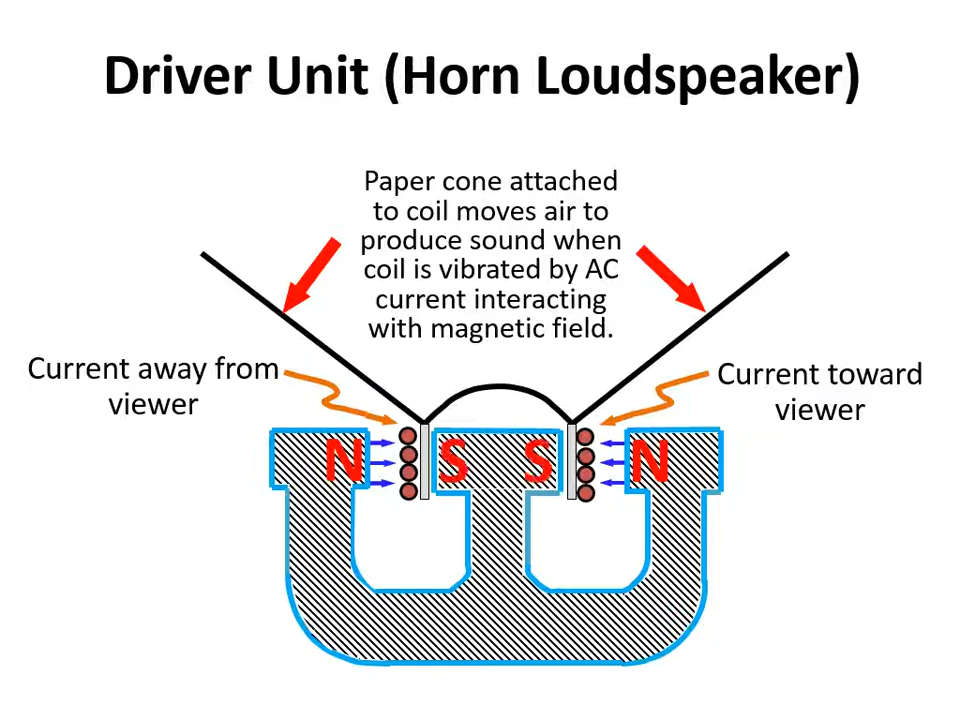 Driver Unit (Horn Loudspeaker)
Paper cone attached
to coil moves air to
produce sound when
coil is vibrated by AC
current interacting
with magnetic field.
Current away from
viewer
Current toward
viewer
N S S N